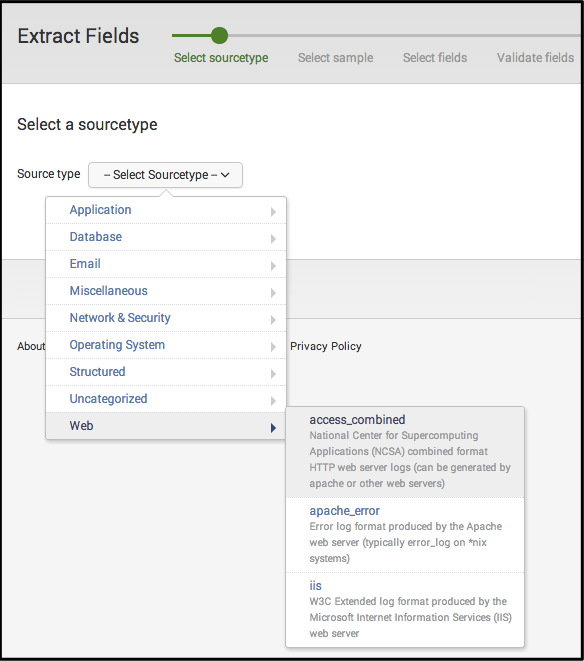 Extract Fields
Select sourcetype
Select sample
Select fields
Validate fields
Select a sourcetype
Source type
-- Select Sourcetype --
Application
Database
Email
Miscellaneous
Network & Security
Operating System
Structured
Uncategorized
Web
About
Privacy Policy
access_combined
National Center for Supercomputing
Applications (NCSA) combined format
HTTP web server logs (can be generated by
apache or other web servers)
apache_error
Error log format produced by the Apache
web server (typically error_log on *nix
systems)
iis
W3C Extended log format produced by the
Microsoft Internet Information Services (IIS)
web server